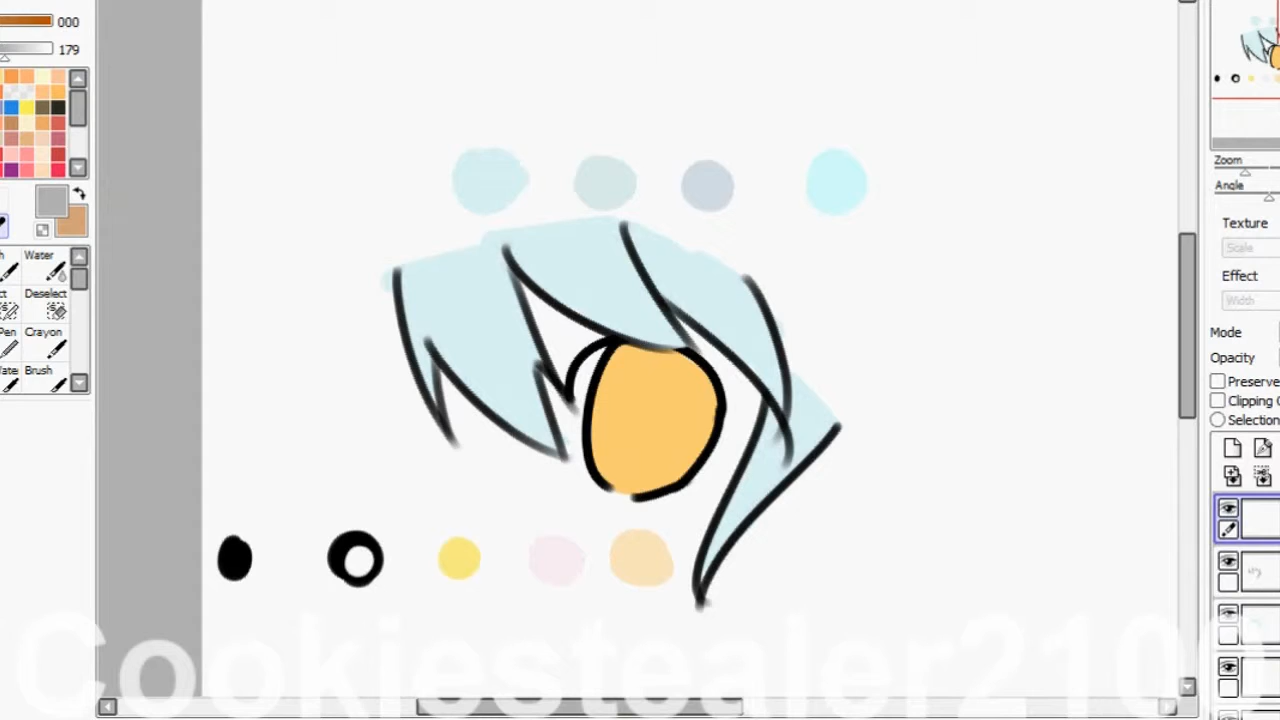 000
179
Water
Deselect
Pen Crayon
Brush
Zoom
Angle
Texture
Scale
Effect
Width
Mode
Opacity
Preserve
Clipping
Selection
Cookiestealer210